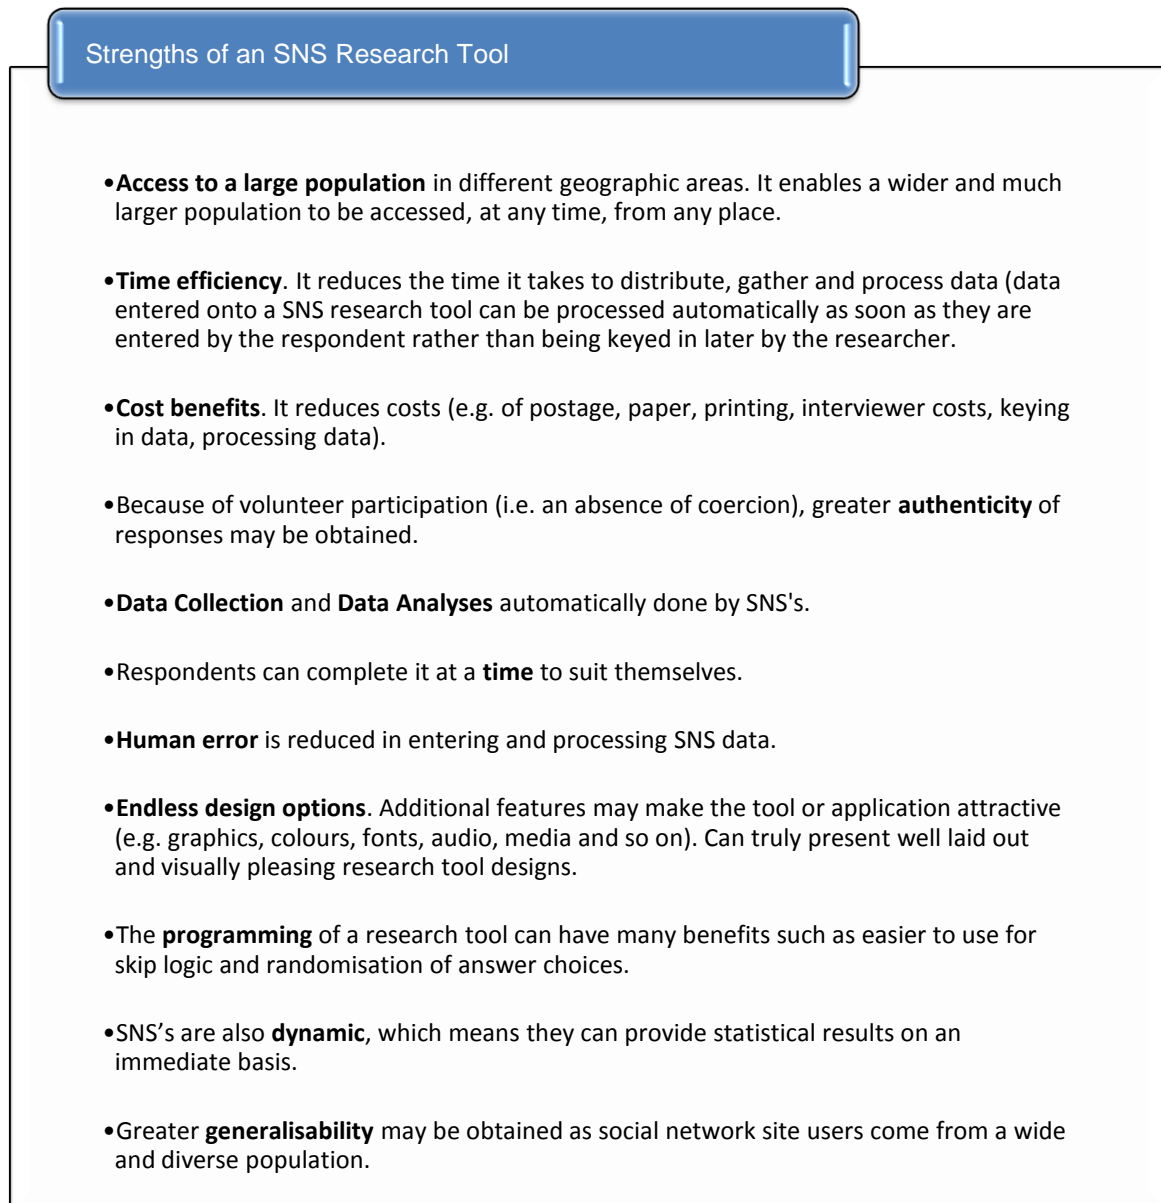 Strengths of an SNS Research Tool
•Access to a large population in different geographic areas. It enables a wider and much
larger population to be accessed, at any time, from any place.
•Time efficiency. It reduces the time it takes to distribute, gather and process data (data
entered onto a SNS research tool can be processed automatically as soon as they are
entered by the respondent rather than being keyed in later by the researcher.
•Cost benefits. It reduces costs (e.g. of postage, paper, printing, interviewer costs, keying
in data, processing data).
•Because of volunteer participation (i.e. an absence of coercion), greater authenticity of
responses may be obtained.
•Data Collection and Data Analyses automatically done by SNS's.
•Respondents can complete it at a time to suit themselves.
•Human error is reduced in entering and processing SNS data.
•Endless design options. Additional features may make the tool or application attractive
(e.g. graphics, colours, fonts, audio, media and so on). Can truly present well laid out
and visually pleasing research tool designs.
•The programming of a research tool can have many benefits such as easier to use for
skip logic and randomisation of answer choices.
•SNS’s are also dynamic, which means they can provide statistical results on an
immediate basis.
•Greater generalisability may be obtained as social network site users come from a wide
and diverse population.